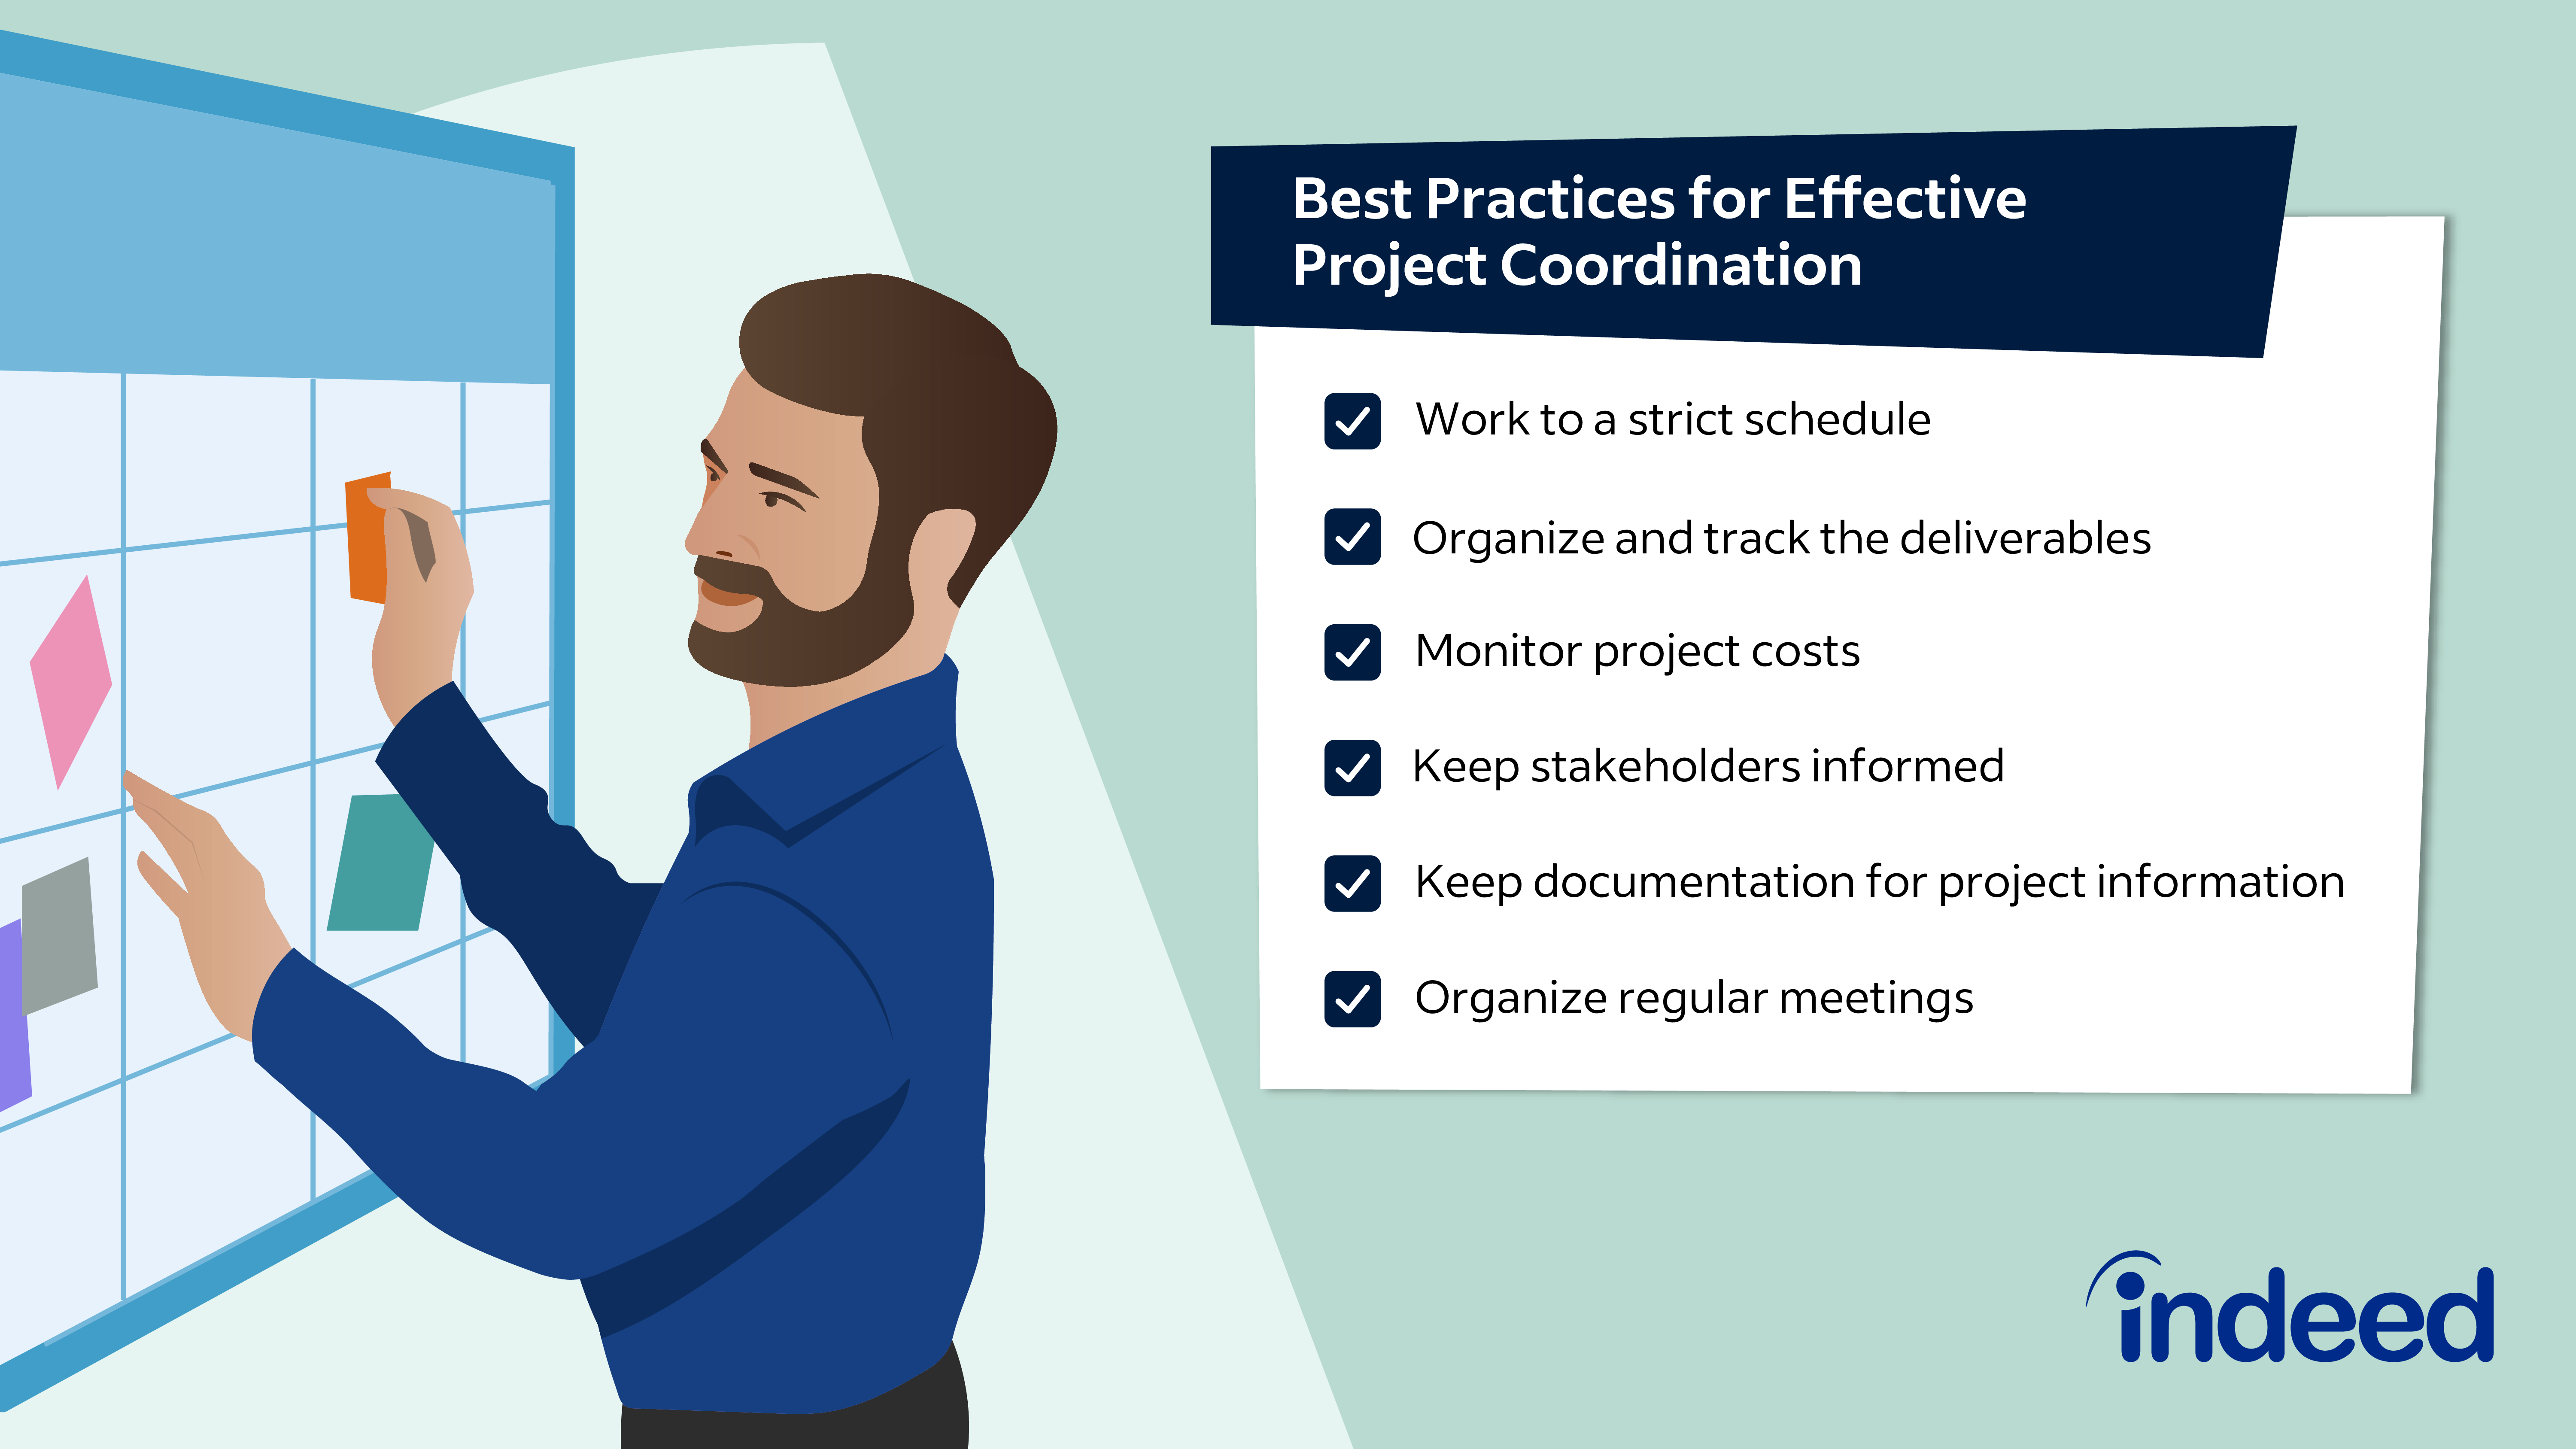 Best Practices for Effective
Project Coordination
Work to a strict schedule
Organize and track the deliverables
Monitor project costs
Keep stakeholders informed
Keep documentation for project information
Organize regular meetings
indeed